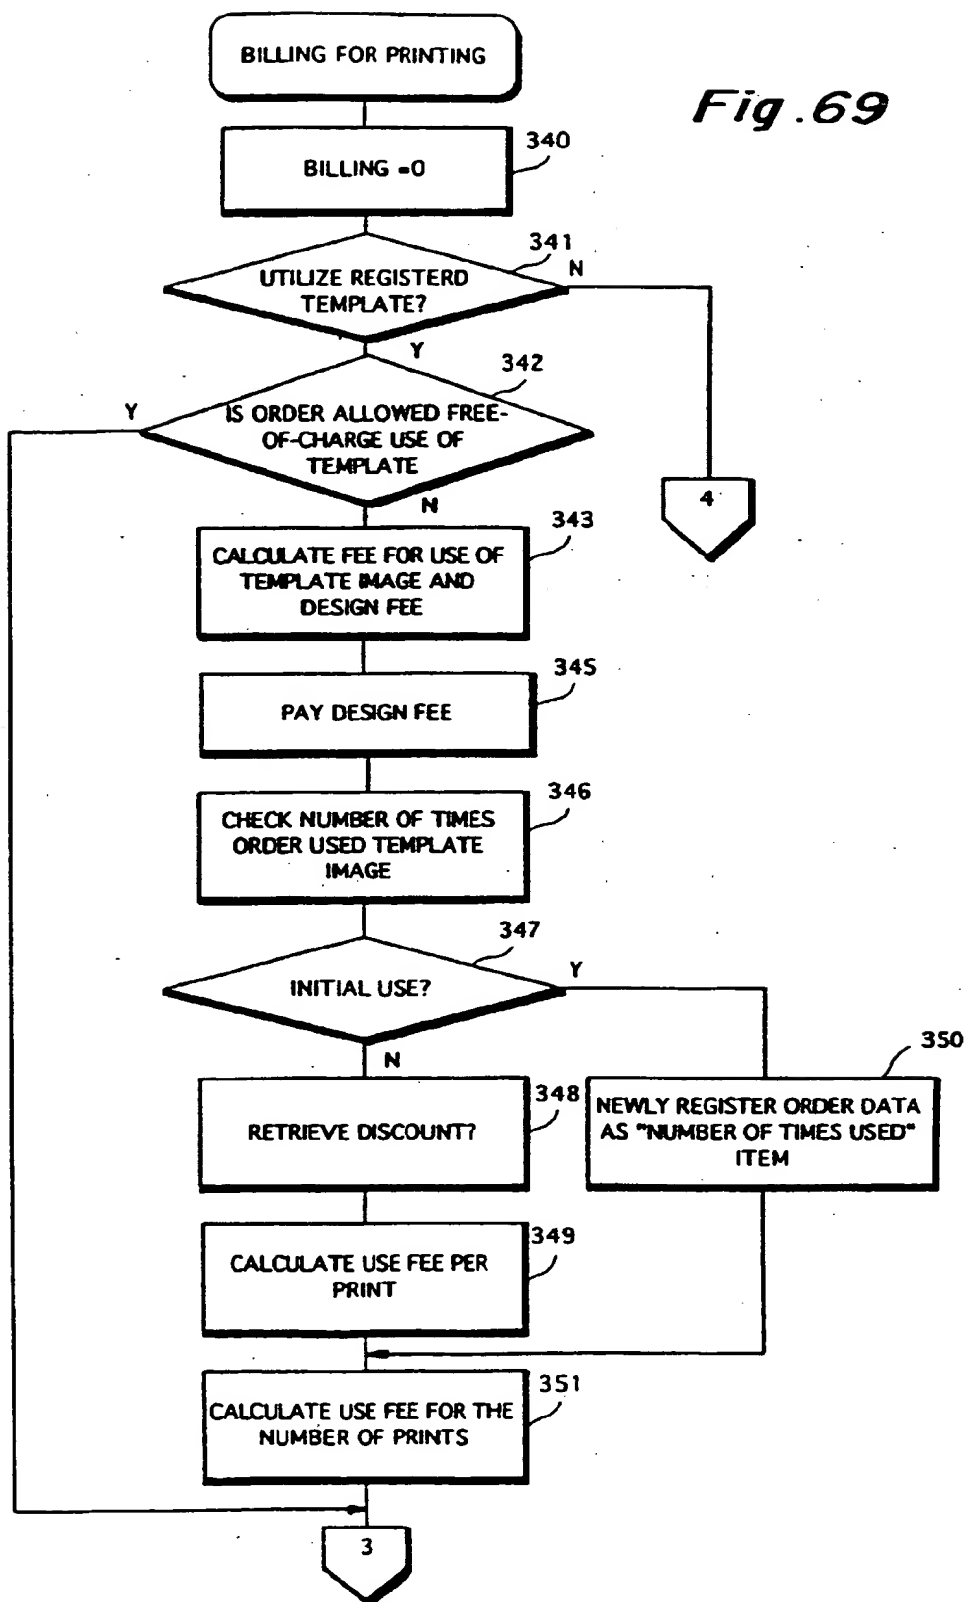 BILLING FOR PRINTING
Fig.69
340
BILLING =0
341
UTILIZE REGISTERD
TEMPLATE?
N
Y
342
Y
IS ORDER ALLOWED FREE-
OF-CHARGE USE OF
TEMPLATE
N
4
343
CALCULATE FEE FOR USE OF
TEMPLATE IMAGE AND
DESIGN FEE
345
PAY DESIGN FEE
346
CHECK NUMBER OF TIMES
ORDER USED TEMPLATE
IMAGE
347
INITIAL USE?
Y
N
348
RETRIEVE DISCOUNT?
350
NEWLY REGISTER ORDER DATA
AS "NUMBER OF TIMES USED"
ITEM
349
CALCULATE USE FEE PER
PRINT
351
CALCULATE USE FEE FOR THE
NUMBER OF PRINTS
3